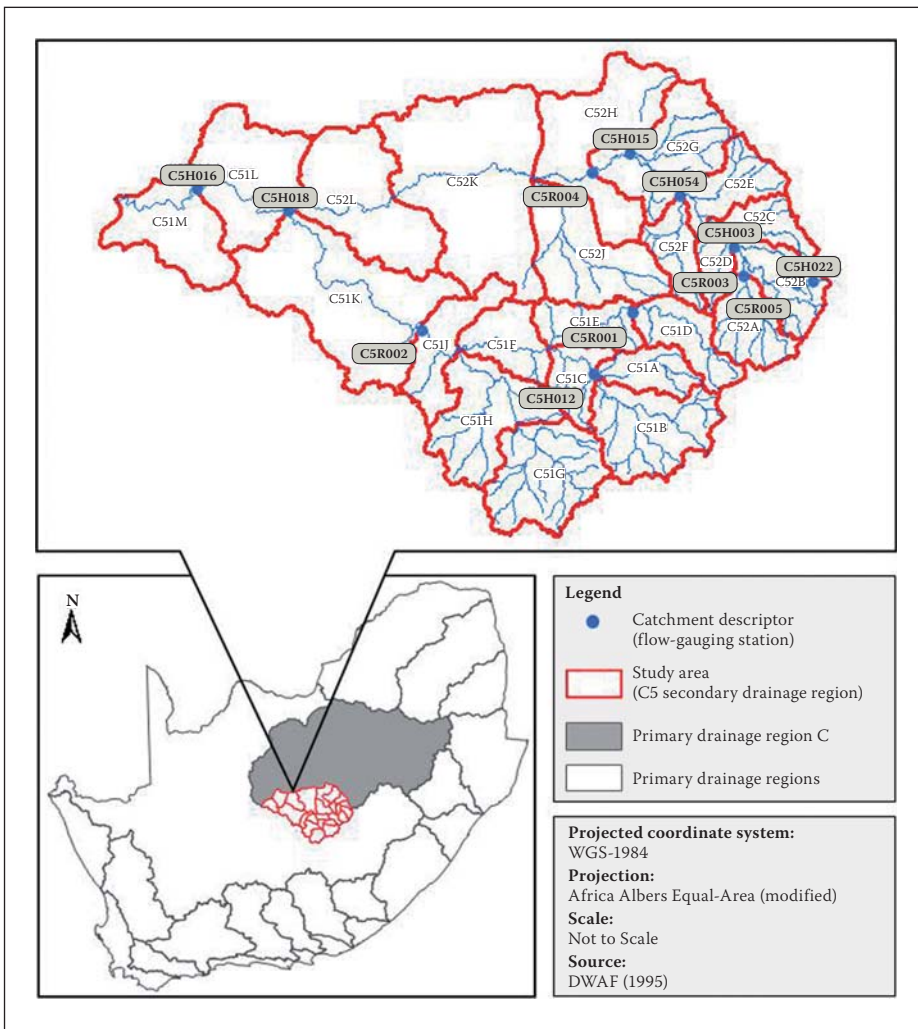 C52H
C5H015
C52G
C5H016
C51L
C5H054
C52K
C52E
C5H018
C52L
C5R004
C52C
C51M
C5H003
C52F
C52J
C52D
C5H022
C5R003
C52B
C51K
C5R005
C51E
C52A
C51D
C5R001
C5R002
C51J
C51F
C51A
C51C
C5H012
C51H
C51B
C51G
N
Legend
Catchment descriptor
(flow-gauging station)
Study area
(C5 secondary drainage region)
Primary drainage region C
Primary drainage regions
Projected coordinate system:
WGS-1984
Projection:
Africa Albers Equal-Area (modified)
Scale:
Not to Scale
Source:
DWAF (1995)